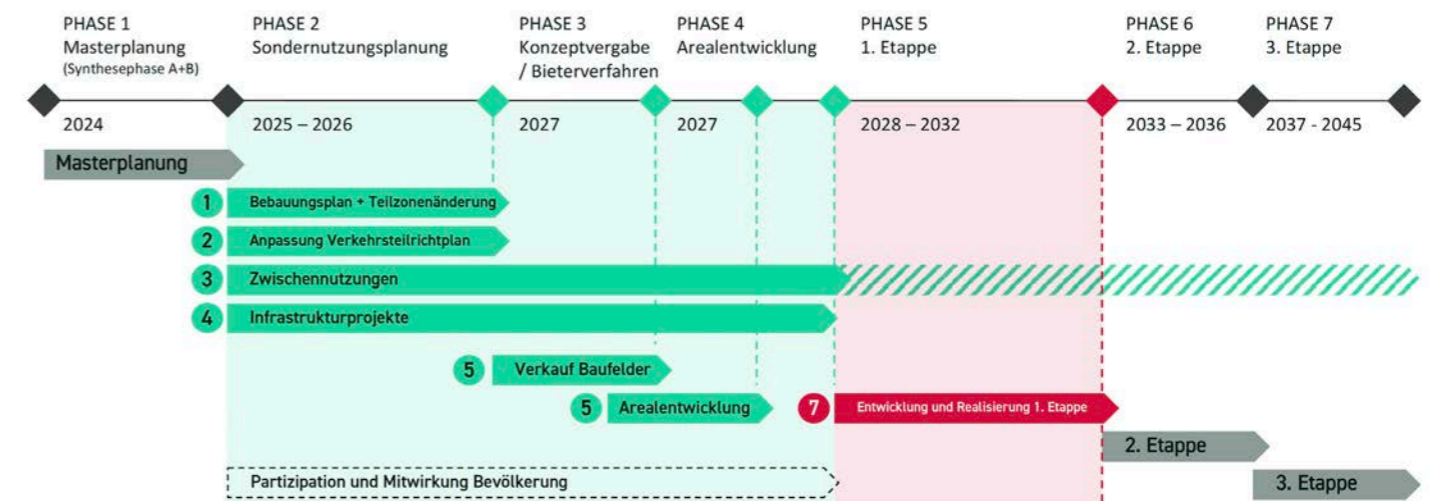 PHASE 1
Masterplanung
(Synthesephase A+B)
PHASE 2
Sondernutzungsplanung
PHASE 3
Konzeptvergabe
/ Bieterverfahren
PHASE 4
Arealentwicklung
PHASE 5
1. Etappe
PHASE 6
2. Etappe
PHASE 7
3. Etappe
2024
2025 – 2026
2027
2027
2028 – 2032
2033 – 2036
2037 - 2045
Masterplanung
1 Bebauungsplan + Teilzonenänderung
2 Anpassung Verkehrsteilrichtplan
3 Zwischennutzungen
4 Infrastrukturprojekte
5 Verkauf Baufelder
5 Arealentwicklung
7 Entwicklung und Realisierung 1. Etappe
2. Etappe
Partizipation und Mitwirkung Bevölkerung
3. Etappe